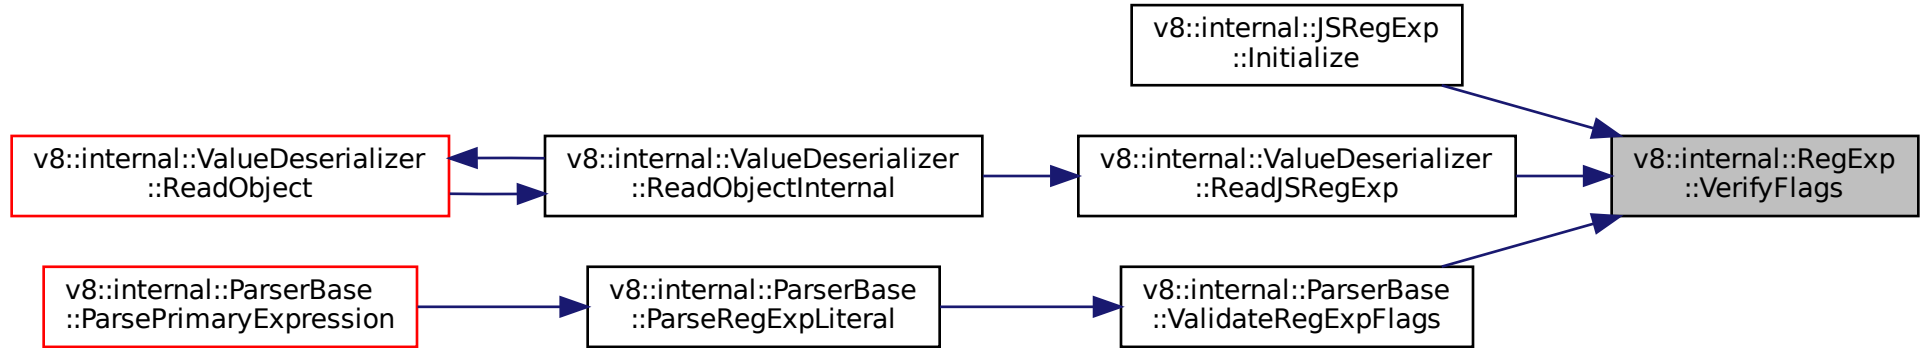 v8::internal::JSRegExp
::Initialize
v8::internal::ValueDeserializer
::ReadObject
v8::internal::ValueDeserializer
::ReadObjectInternal
v8::internal::ValueDeserializer
::ReadJSRegExp
v8::internal::RegExp
::VerifyFlags
v8::internal::ParserBase
::ParsePrimaryExpression
v8::internal::ParserBase
::ParseRegExpLiteral
v8::internal::ParserBase
::ValidateRegExpFlags